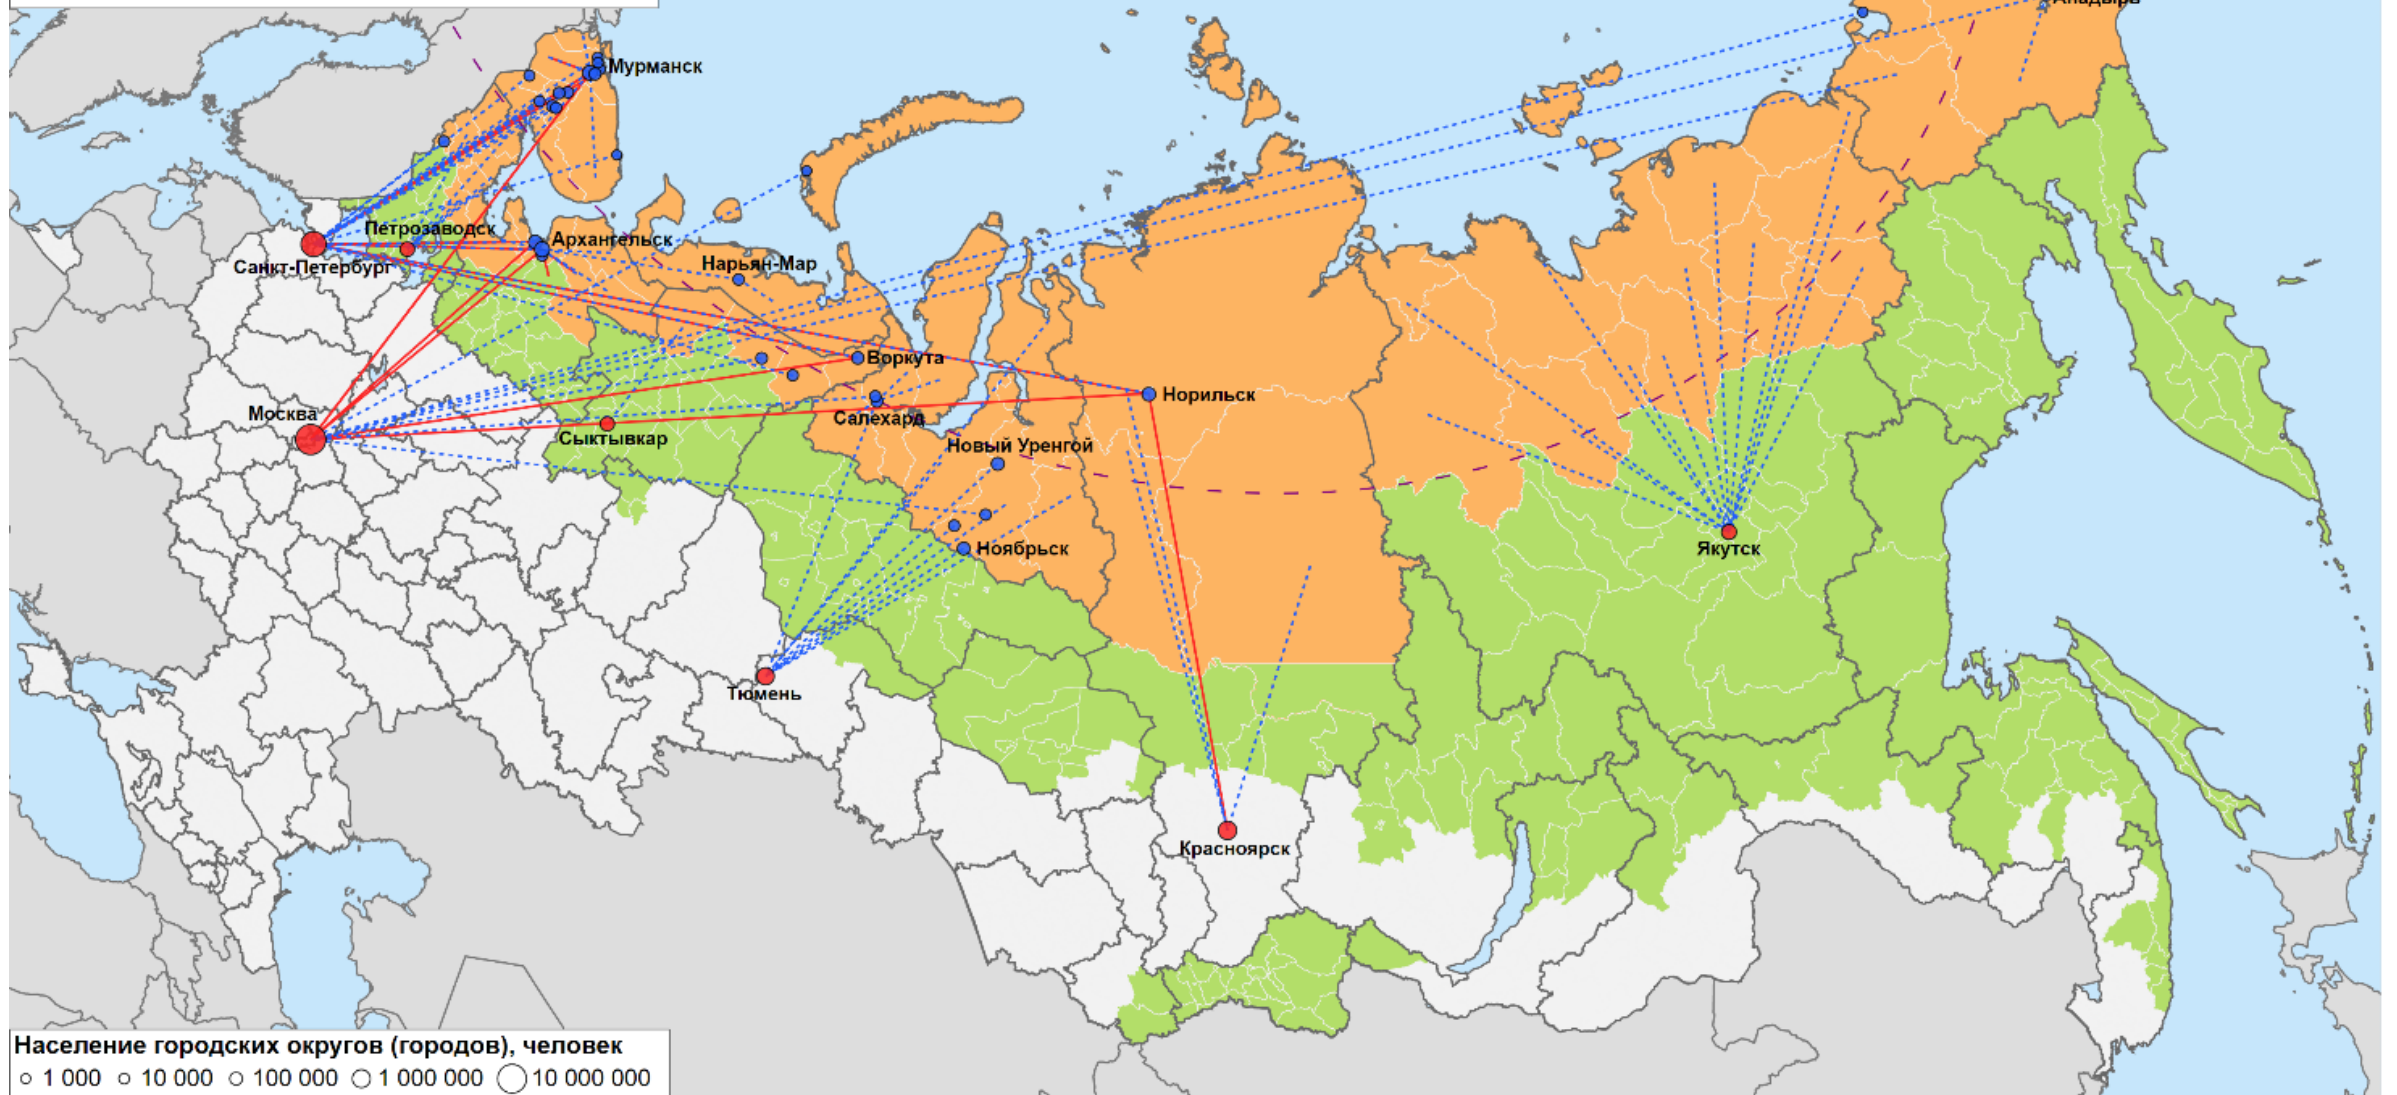 Анадырь
Мурманск
Петрозаводск
Архангельск
Санкт-Петербург
Нарьян-Мар
Воркута
Норильск
Москва
Салехард
Сыктывкар
Новый Уренгой
Ноябрьск
Якутск
Тюмень
Красноярск
Население городских округов (городов), человек
1 000 10 000 100 000 1 000 000 10 000 000